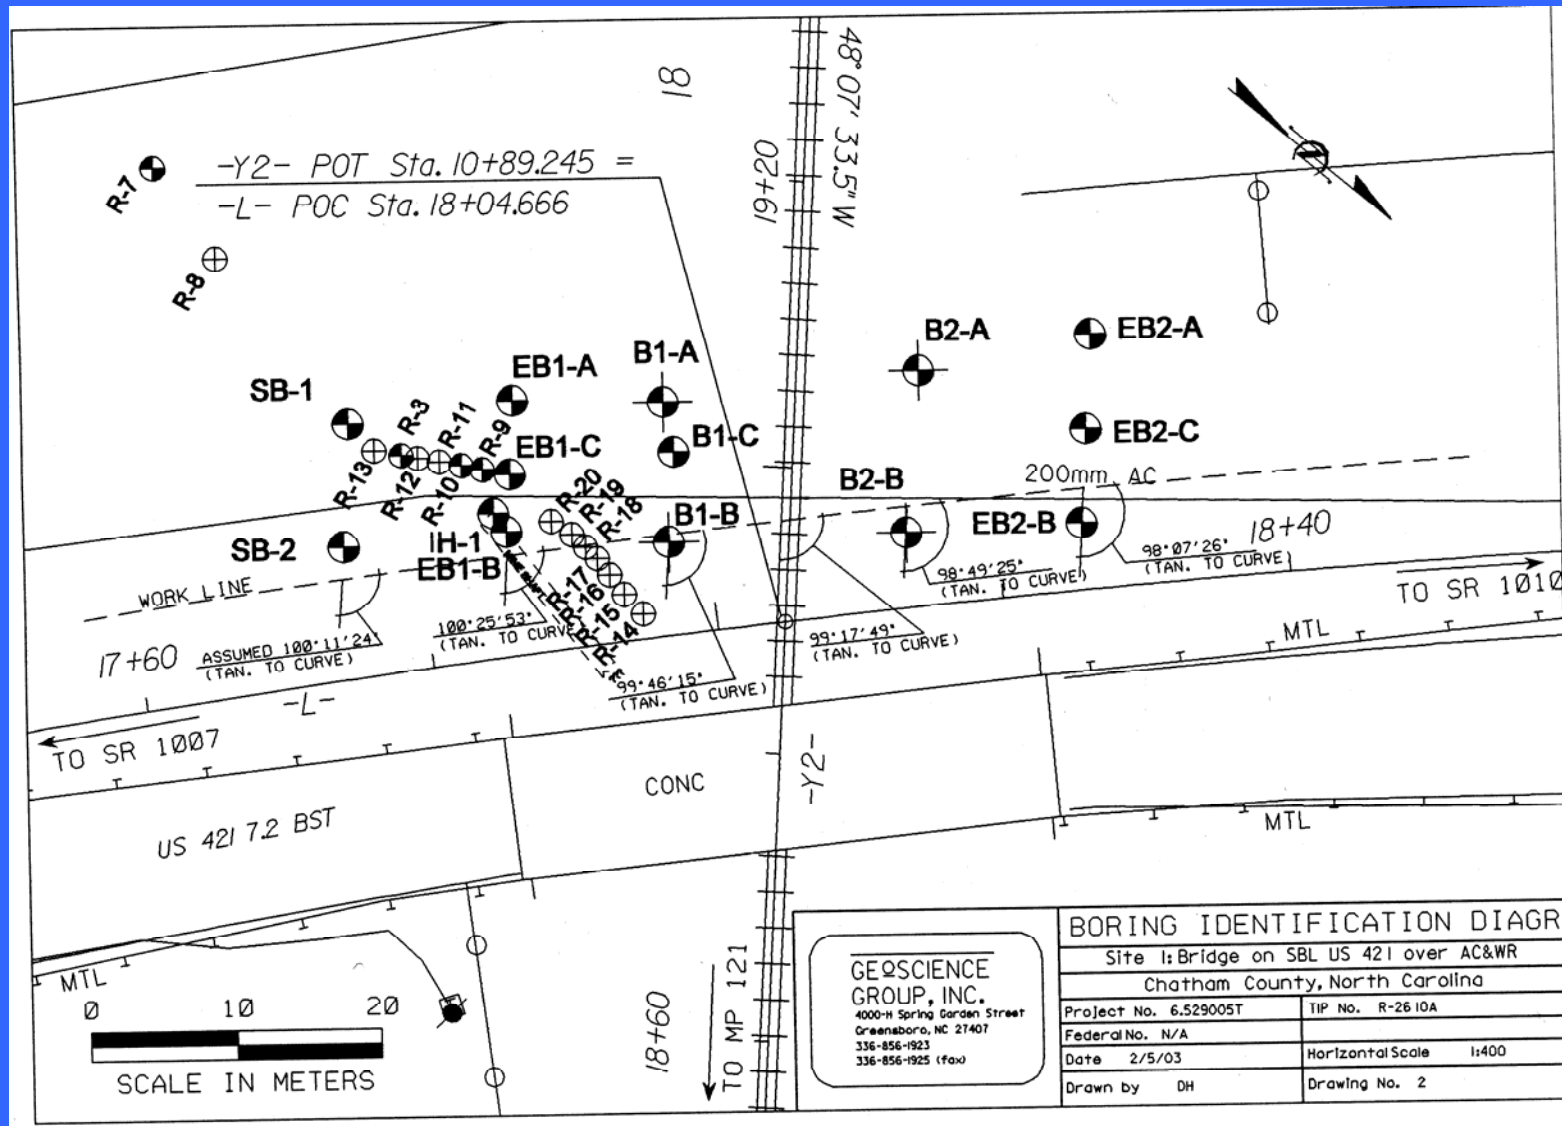 18
48°07'33.5"W
19+20
-Y2- POT Sta. 10+89.245 =
-L- POC Sta. 18+04.666
R-7
R-8
B2-A
EB2-A
B1-A
EB1-A
SB-1
R-3
R-11
R-9
EB1-C
B1-C
EB2-C
R-13
R-12
R-10
R-20
R-19
R-18
B2-B
200mm AC
B1-B
EB2-B
18+40
SB-2
IH-1
EB1-B
98°07'26"
(TAN. TO CURVE)
98°49'25"
(TAN. TO CURVE)
TO SR 1010
WORK LINE
R-17
R-16
R-15
R-14
100°25'53"
(TAN. TO CURVE)
99°17'49"
(TAN. TO CURVE)
MTL
17+60
ASSUMED 100°11'24"
(TAN. TO CURVE)
99°46'15"
(TAN. TO CURVE)
-L-
TO SR 1007
-Y2-
CONC
US 421 7.2 BST
MTL
MTL
0 10 20
SCALE IN METERS
18+60
TO MP 121
GEOSCIENCE
GROUP, INC.
4000-H Spring Garden Street
Greensboro, NC 27407
336-856-1923
336-856-1925 (fax)
BORING IDENTIFICATION DIAGR
Site 1: Bridge on SBL US 421 over AC&WR
Chatham County, North Carolina
Project No. 6.529005T TIP No. R-2610A
Federal No. N/A
Date 2/5/03 Horizontal Scale 1:400
Drawn by DH Drawing No. 2